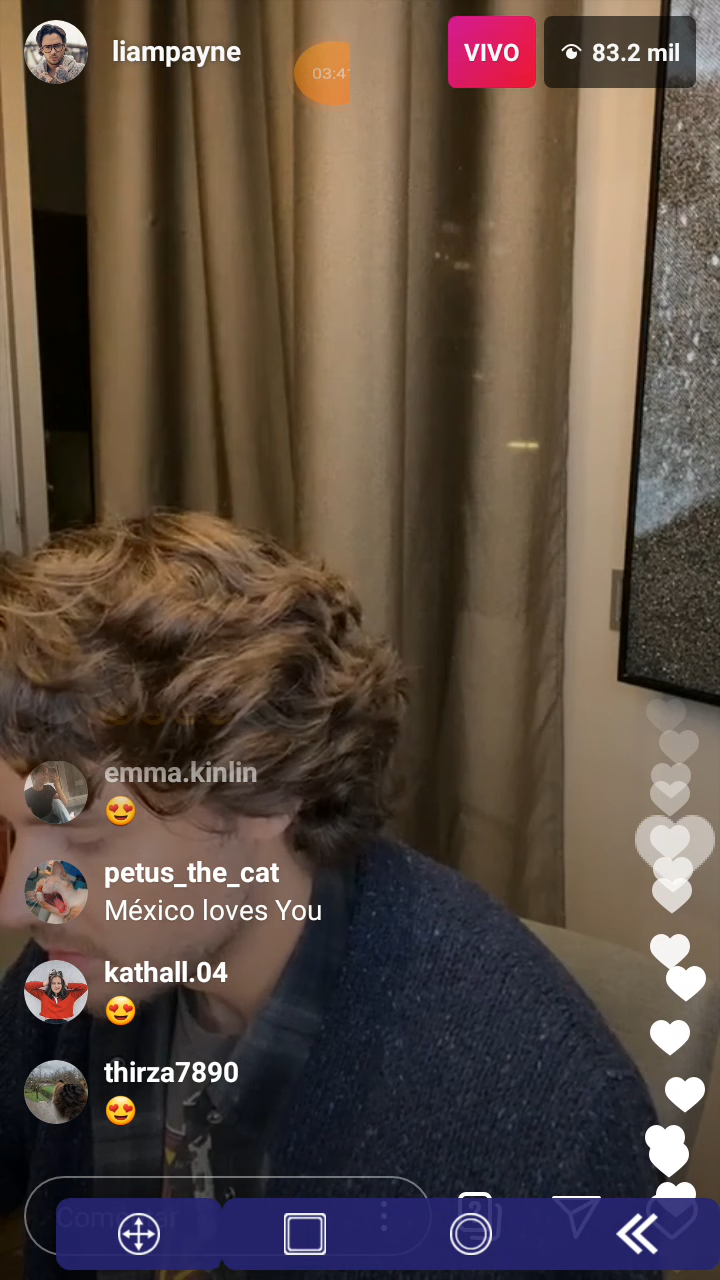 liampayne
03:4
VIVO
83.2 mil
emma.kinlin
😍
petus_the_cat
México loves You
kathall.04
😍
thirza7890
😍